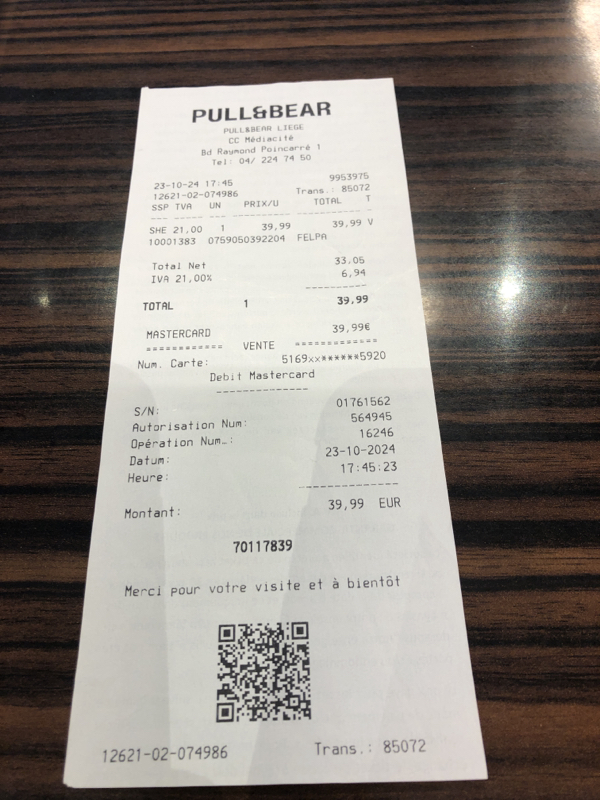 PULL&BEAR
PULL&BEAR LIEGE
CC Médiacité
Bd Raymond Poincarré 1
Tel: 04/ 224 74 50
23-10-24 17:45 9953975
12621-02-074986 Trans.: 85072
SSP TVA UN PRIX/U TOTAL T
--- ----- --- ---------- ---------- -
SHE 21,00 1 39,99 39,99 V
10001383 0759050392204 FELPA
Total Net 33,05
IVA 21,00% 6,94
----------
TOTAL 1 39,99
MASTERCARD 39,99€
============ VENTE =============
Num. Carte: 5169xx******5920
Debit Mastercard
--------------
S/N: 01761562
Autorisation Num: 564945
Opération Num…: 16246
Datum: 23-10-2024
Heure: 17:45:23
--------------
Montant: 39,99 EUR
70117839
Merci pour votre visite et à bientôt
12621-02-074986 Trans.: 85072